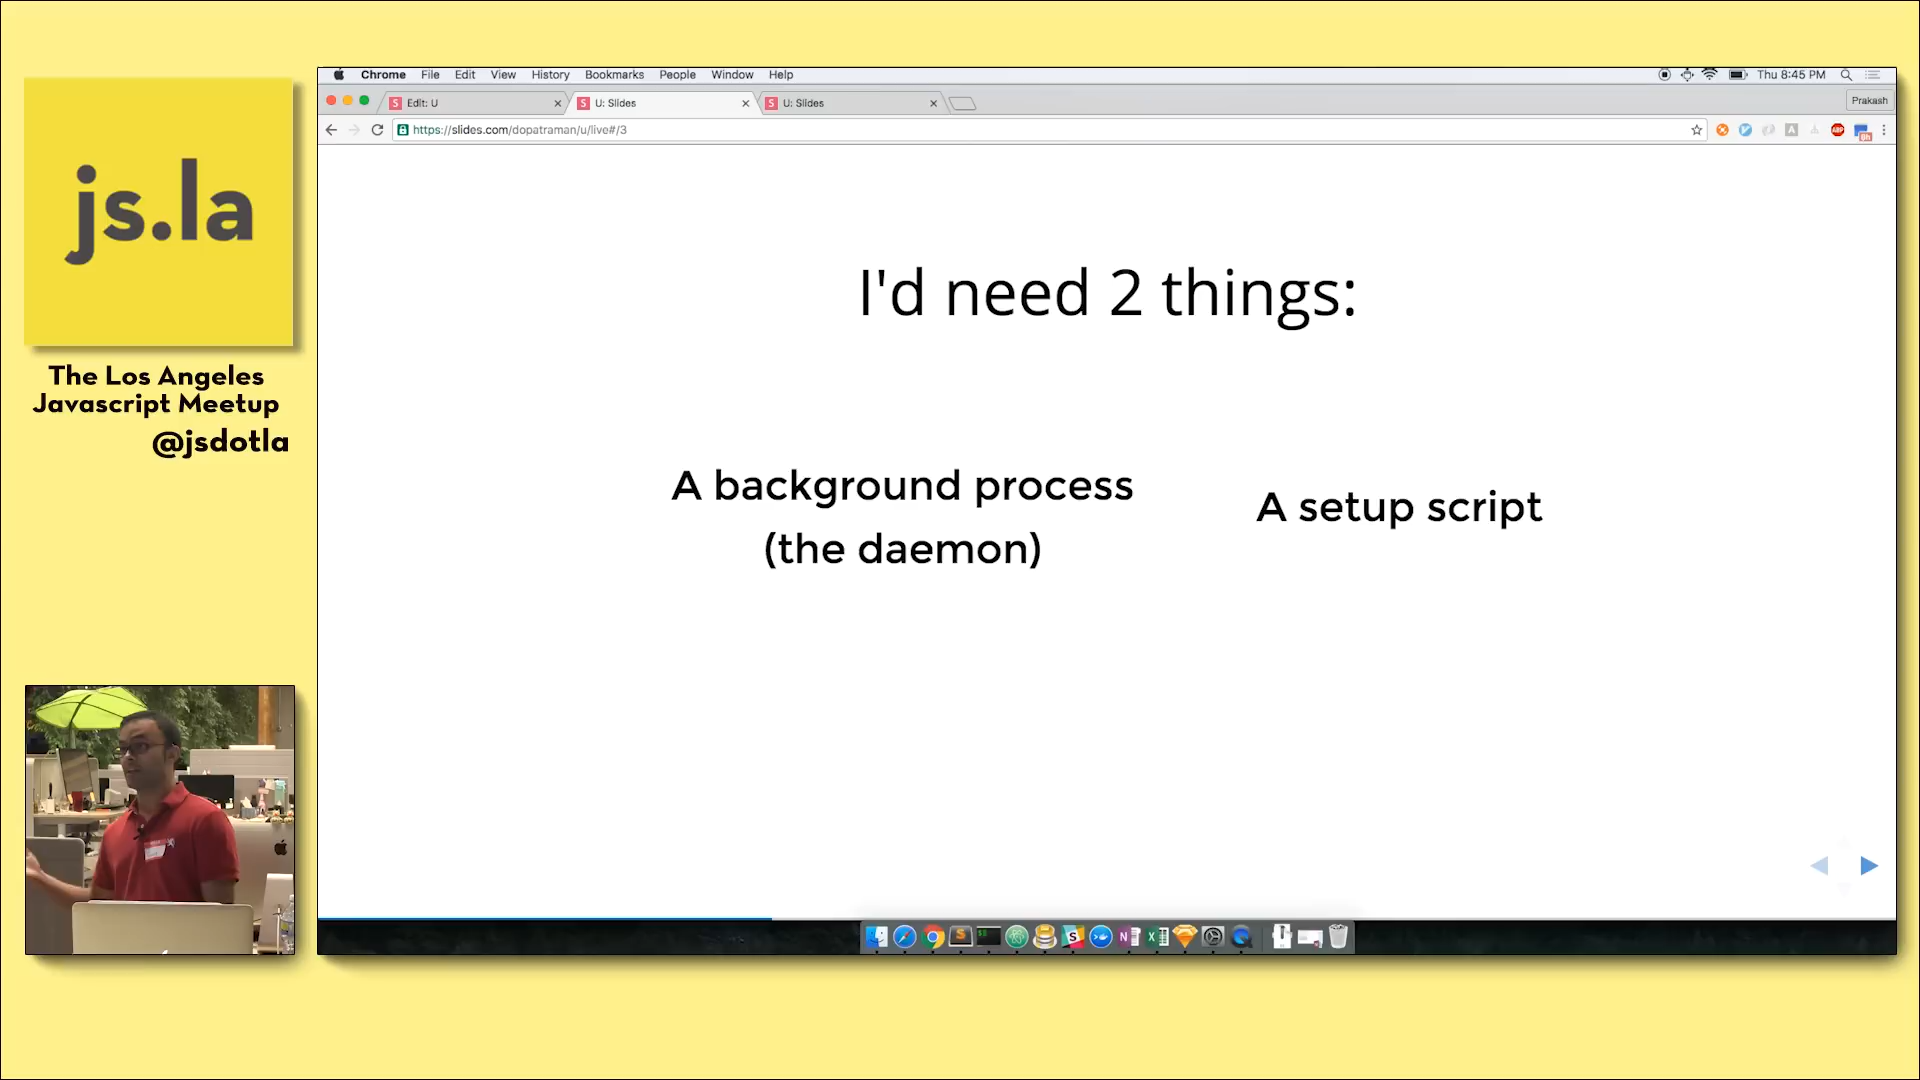 js.la
The Los Angeles
Javascript Meetup
@jsdotla
Chrome File Edit View History Bookmarks People Window Help
Thu 8:45 PM
Edit: U
U: Slides
U: Slides
Prakash
https://slides.com/dopatraman/u/live#/3
I'd need 2 things:
A background process
(the daemon)
A setup script